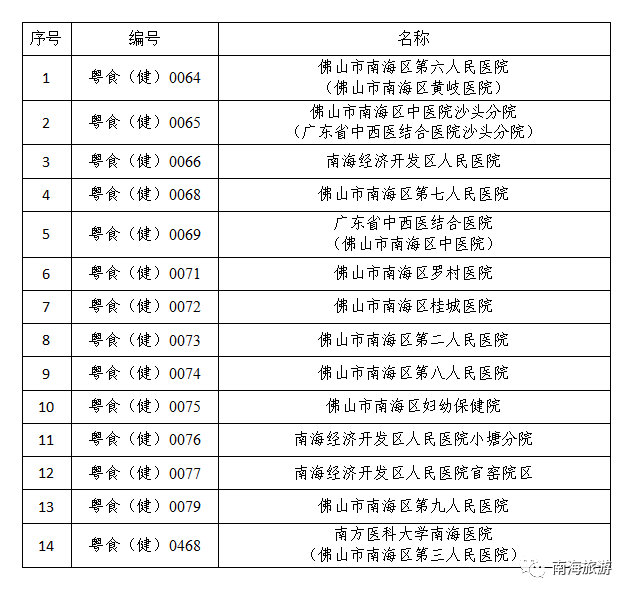 序号 编号 名称
1 粤食（健）0064 佛山市南海区第六人民医院
（佛山市南海区黄岐医院）
2 粤食（健）0065 佛山市南海区中医院沙头分院
（广东省中西医结合医院沙头分院）
3 粤食（健）0066 南海经济开发区人民医院
4 粤食（健）0068 佛山市南海区第七人民医院
5 粤食（健）0069 广东省中西医结合医院
（佛山市南海区中医院）
6 粤食（健）0071 佛山市南海区罗村医院
7 粤食（健）0072 佛山市南海区桂城医院
8 粤食（健）0073 佛山市南海区第二人民医院
9 粤食（健）0074 佛山市南海区第八人民医院
10 粤食（健）0075 佛山市南海区妇幼保健院
11 粤食（健）0076 南海经济开发区人民医院小塘分院
12 粤食（健）0077 南海经济开发区人民医院官窑院区
13 粤食（健）0079 佛山市南海区第九人民医院
14 粤食（健）0468 南方医科大学南海医院
（佛山市南海区第三人民医院）
南海旅游